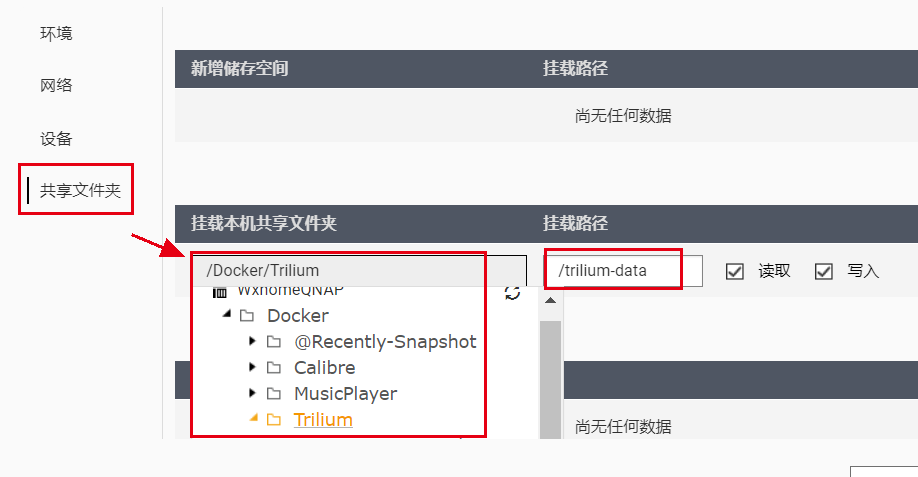 环境
网络
设备
共享文件夹
新增储存空间 挂载路径
尚无任何数据
挂载本机共享文件夹 挂载路径
/Docker/Trilium /trilium-data 读取 写入
WxhomeQNAP
Docker
@Recently-Snapshot
Calibre
MusicPlayer
Trilium
尚无任何数据